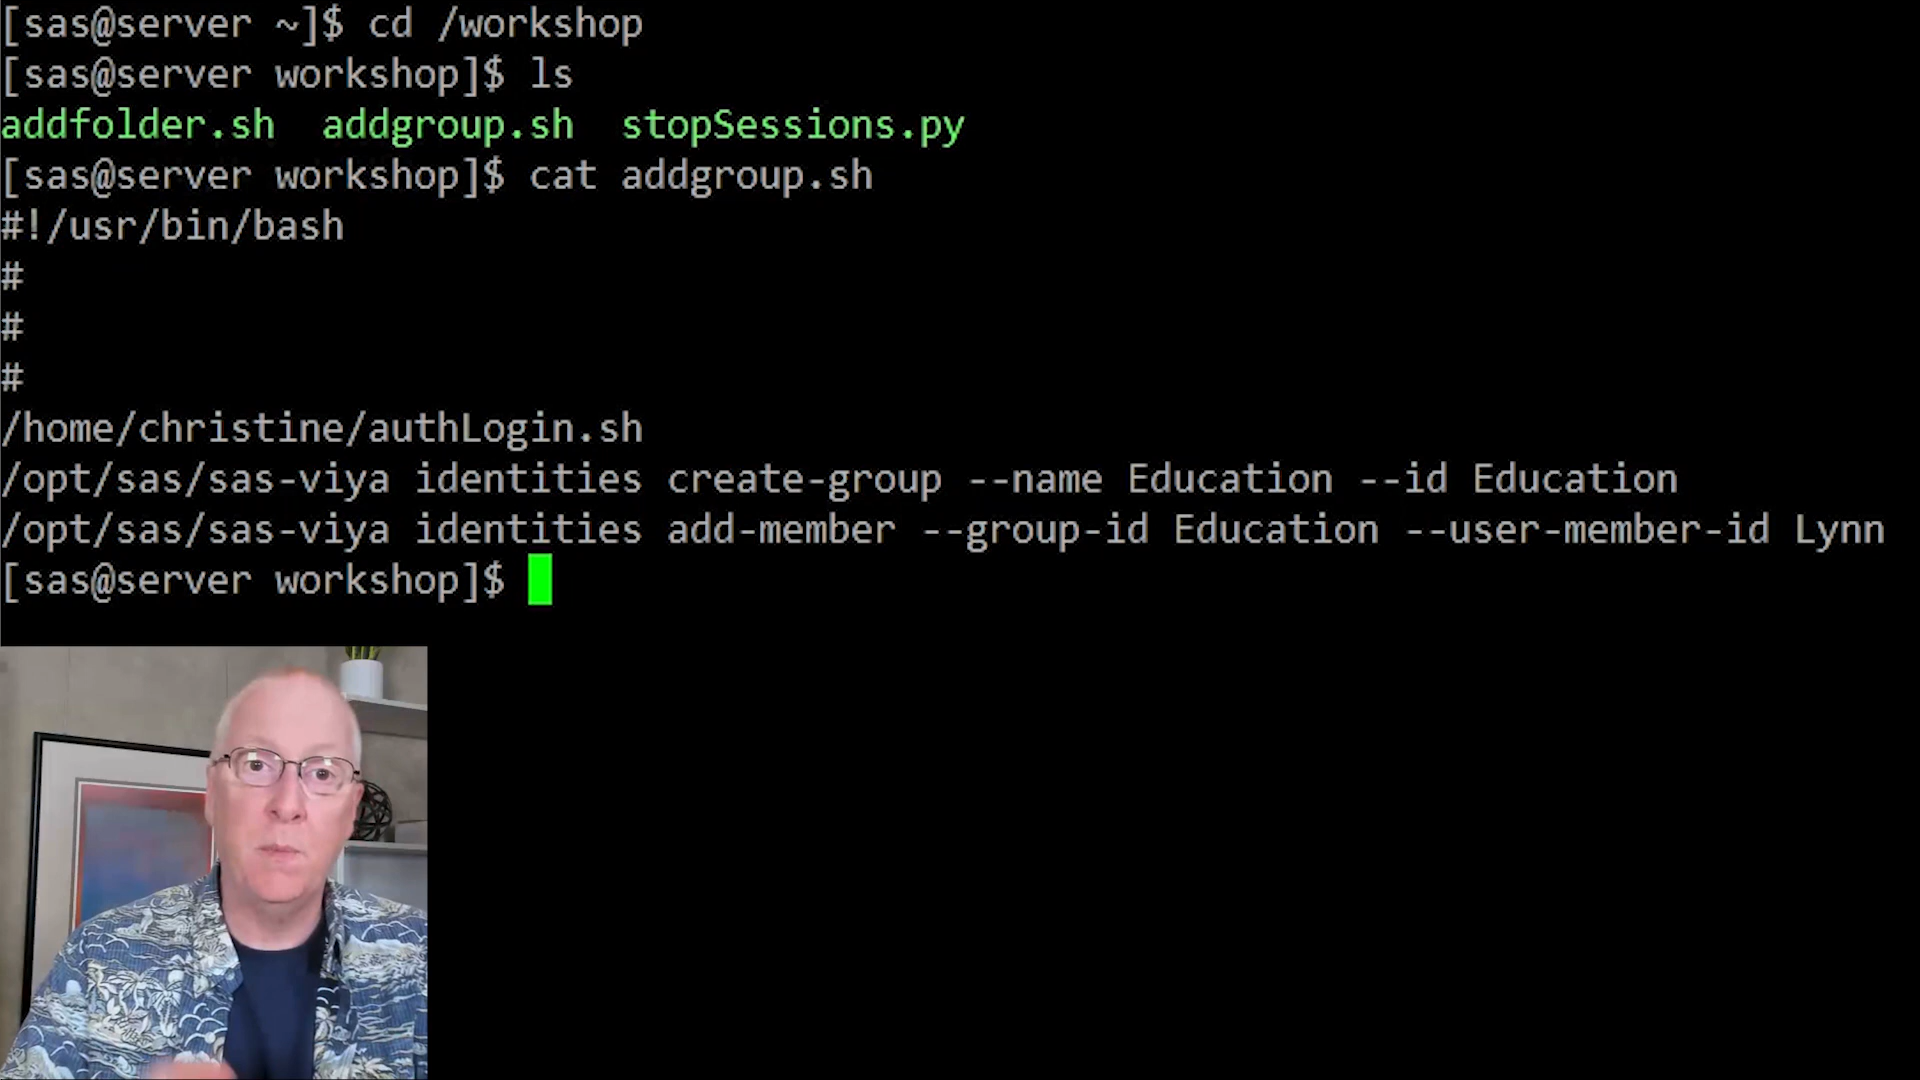 [sas@server ~]$ cd /workshop
[sas@server workshop]$ ls
addfolder.sh  addgroup.sh  stopSessions.py
[sas@server workshop]$ cat addgroup.sh
#!/usr/bin/bash
#
#
#
/home/christine/authLogin.sh
/opt/sas/sas-viya identities create-group --name Education --id Education
/opt/sas/sas-viya identities add-member --group-id Education --user-member-id Lynn
[sas@server workshop]$